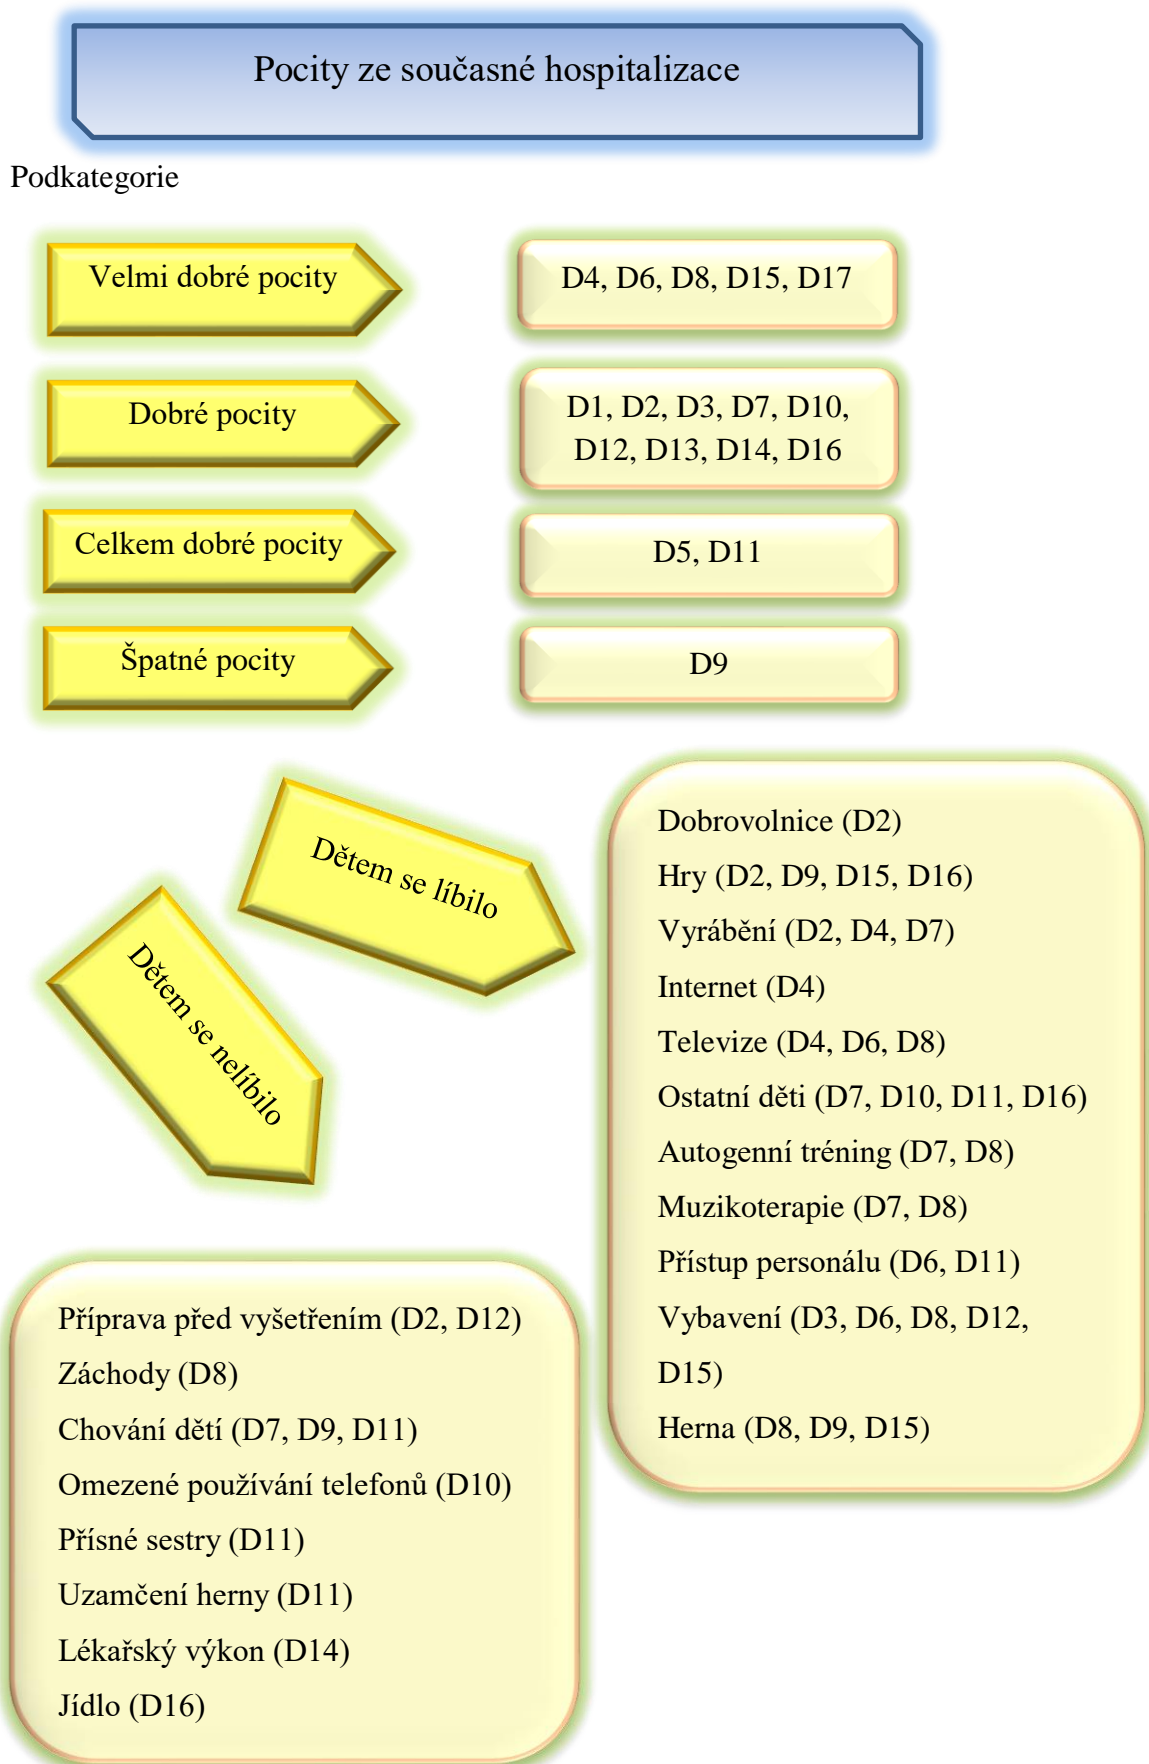 Pocity ze současné hospitalizace
Podkategorie
Velmi dobré pocity
D4, D6, D8, D15, D17
Dobré pocity
D1, D2, D3, D7, D10,
D12, D13, D14, D16
Celkem dobré pocity
D5, D11
Špatné pocity
D9
Dětem se líbilo
Dobrovolnice (D2)
Hry (D2, D9, D15, D16)
Vyrábění (D2, D4, D7)
Internet (D4)
Televize (D4, D6, D8)
Ostatní děti (D7, D10, D11, D16)
Autogenní tréning (D7, D8)
Muzikoterapie (D7, D8)
Přístup personálu (D6, D11)
Vybavení (D3, D6, D8, D12,
D15)
Herna (D8, D9, D15)
Dětem se nelíbilo
Příprava před vyšetřením (D2, D12)
Záchody (D8)
Chování dětí (D7, D9, D11)
Omezené používání telefonů (D10)
Přísné sestry (D11)
Uzamčení herny (D11)
Lékařský výkon (D14)
Jídlo (D16)